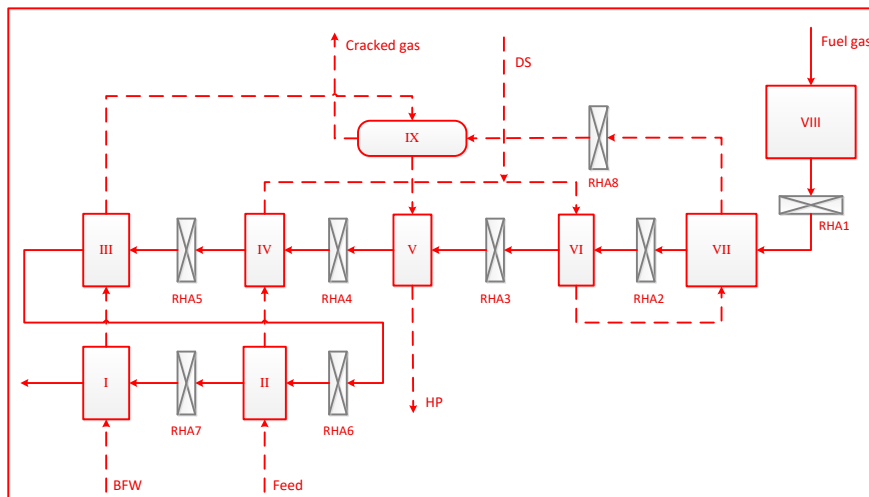 Cracked gas
DS
Fuel gas
IX
VIII
RHA8
RHA1
III
IV
V
VI
VII
RHA5
RHA4
RHA3
RHA2
I
II
RHA7
RHA6
HP
BFW
Feed